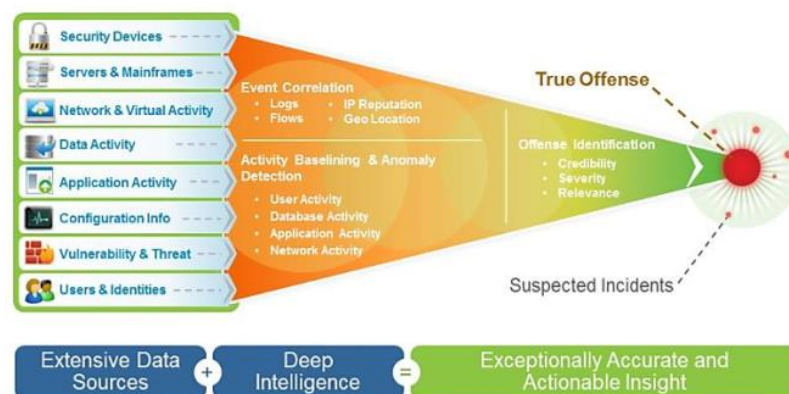 Security Devices
Servers & Mainframes
Network & Virtual Activity
Data Activity
Application Activity
Configuration Info
Vulnerability & Threat
Users & Identities
Event Correlation
• Logs
• Flows
• IP Reputation
• Geo Location
Activity Baselining & Anomaly
Detection
• User Activity
• Database Activity
• Application Activity
• Network Activity
Offense Identification
• Credibility
• Severity
• Relevance
True Offense
Suspected Incidents
Extensive Data
Sources
+
Deep
Intelligence
=
Exceptionally Accurate and
Actionable Insight